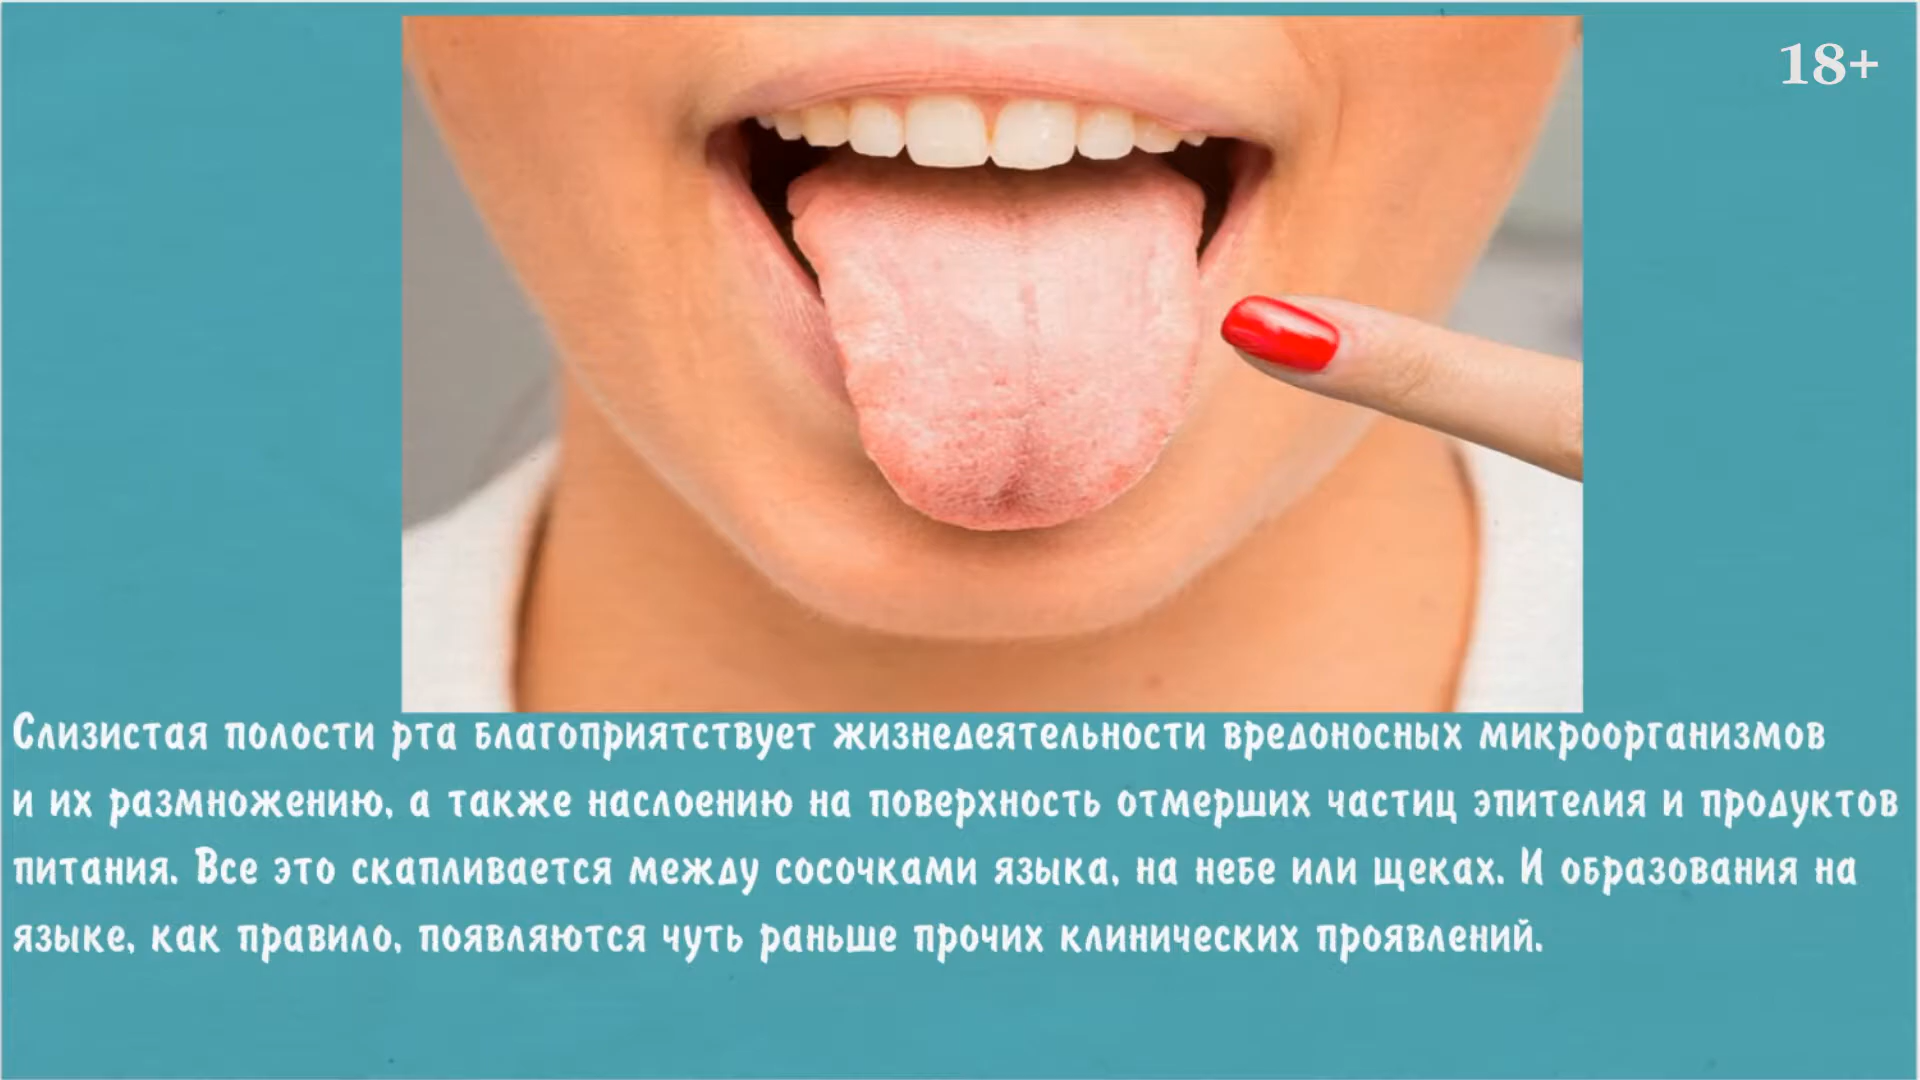 18+
Слизистая полости рта благоприятствует жизнедеятельности вредоносных микроорганизмов
и их размножению, а также наслоению на поверхность отмерших частиц эпителия и продуктов
питания. Все это скапливается между сосочками языка, на небе или щеках. И образования на
языке, как правило, появляются чуть раньше прочих клинических проявлений.